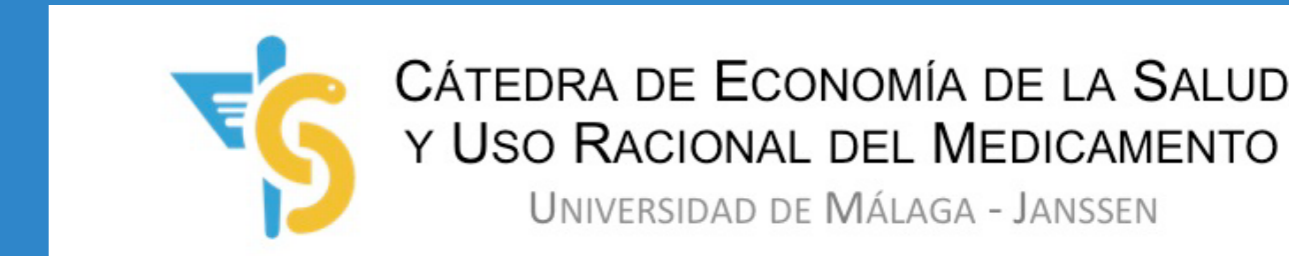 CÁTEDRA DE ECONOMÍA DE LA SALUD
Y USO RACIONAL DEL MEDICAMENTO
UNIVERSIDAD DE MÁLAGA - JANSSEN